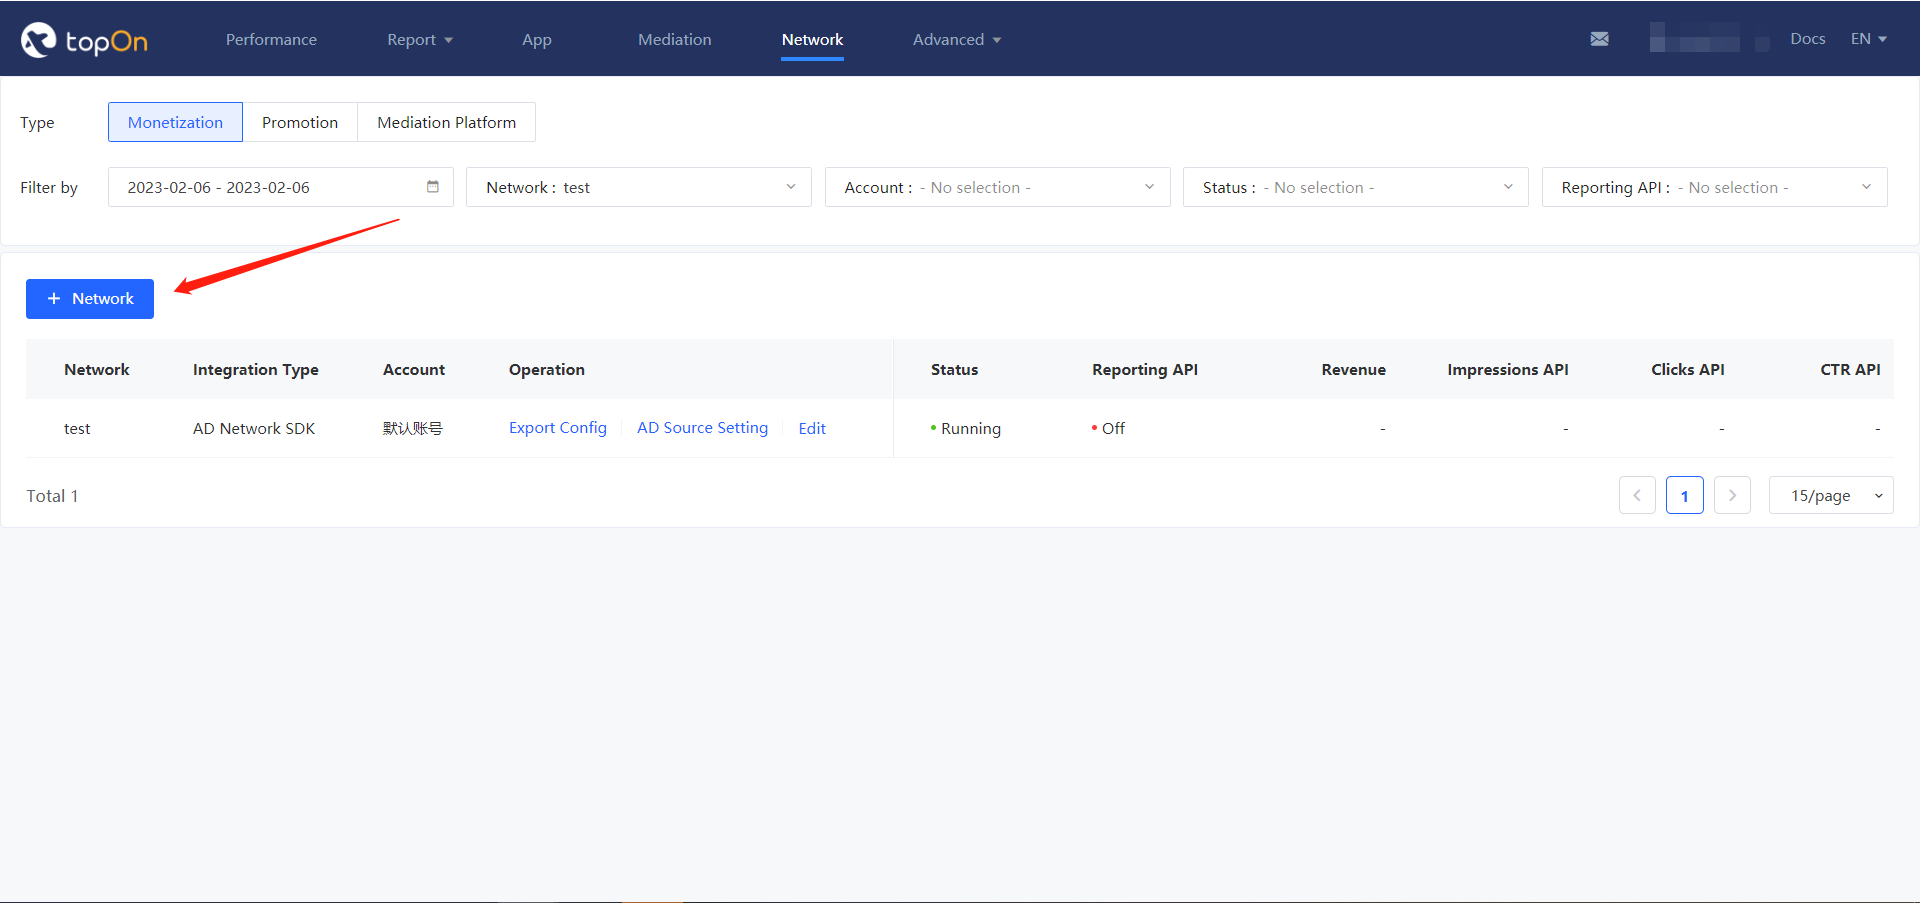 topOn Performance Report App Mediation Network Advanced Docs EN
Type Monetization Promotion Mediation Platform
Filter by 2023-02-06 - 2023-02-06 Network : test Account : - No selection - Status : - No selection - Reporting API : - No selection -
+ Network
Network Integration Type Account Operation Status Reporting API Revenue Impressions API Clicks API CTR API
test AD Network SDK 默认账号 Export Config AD Source Setting Edit Running Off - - - -
Total 1 1 15/page